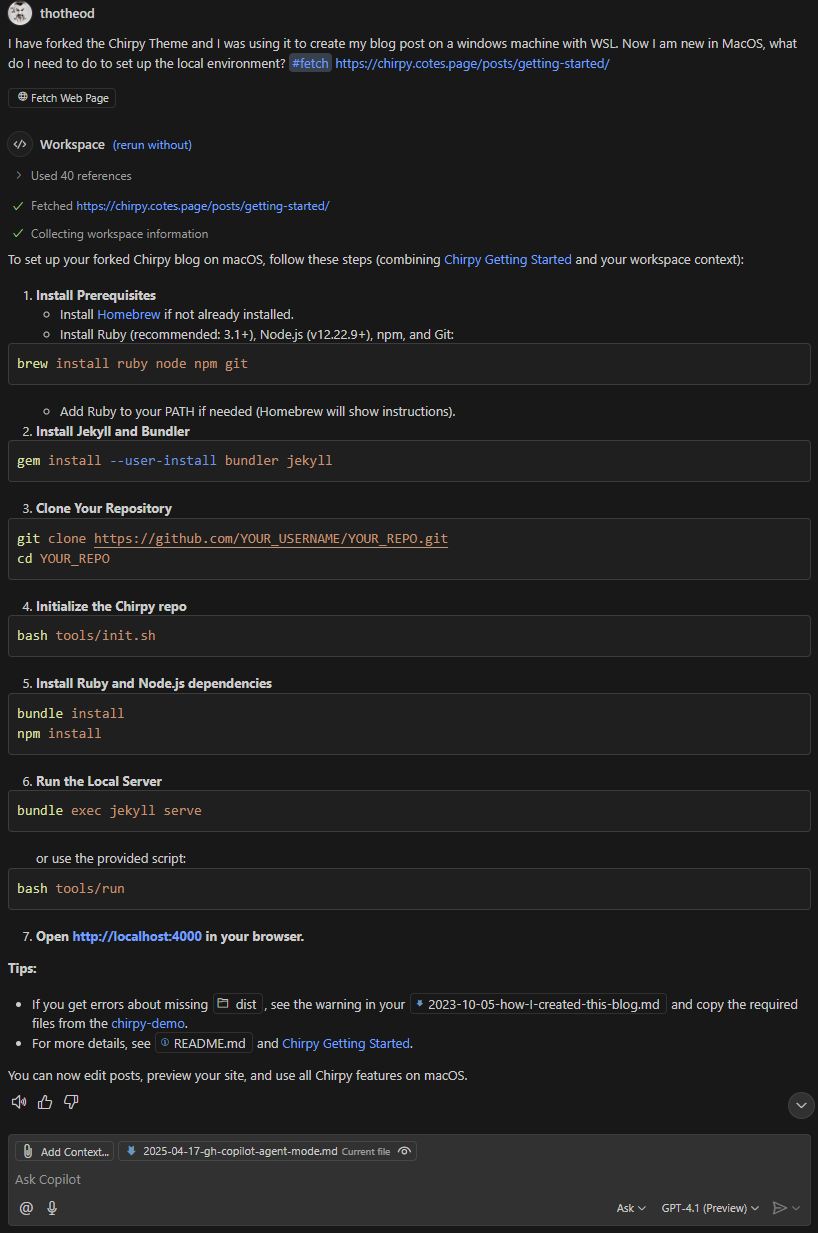 thotheod
I have forked the Chirpy Theme and I was using it to create my blog post on a windows machine with WSL. Now I am new in MacOS, what
do I need to do to set up the local environment? #fetch https://chirpy.cotes.page/posts/getting-started/
Fetch Web Page
Workspace (rerun without)
Used 40 references
Fetched https://chirpy.cotes.page/posts/getting-started/
Collecting workspace information
To set up your forked Chirpy blog on macOS, follow these steps (combining Chirpy Getting Started and your workspace context):
1. Install Prerequisites
Install Homebrew if not already installed.
Install Ruby (recommended: 3.1+), Node.js (v12.22.9+), npm, and Git:
brew install ruby node npm git
Add Ruby to your PATH if needed (Homebrew will show instructions).
2. Install Jekyll and Bundler
gem install --user-install bundler jekyll
3. Clone Your Repository
git clone https://github.com/YOUR_USERNAME/YOUR_REPO.git
cd YOUR_REPO
4. Initialize the Chirpy repo
bash tools/init.sh
5. Install Ruby and Node.js dependencies
bundle install
npm install
6. Run the Local Server
bundle exec jekyll serve
or use the provided script:
bash tools/run
7. Open http://localhost:4000 in your browser.
Tips:
If you get errors about missing dist , see the warning in your 2023-10-05-how-I-created-this-blog.md and copy the required
files from the chirpy-demo.
For more details, see README.md and Chirpy Getting Started.
You can now edit posts, preview your site, and use all Chirpy features on macOS.
Add Context... 2025-04-17-gh-copilot-agent-mode.md Current file
Ask Copilot
@ Ask GPT-4.1 (Preview)